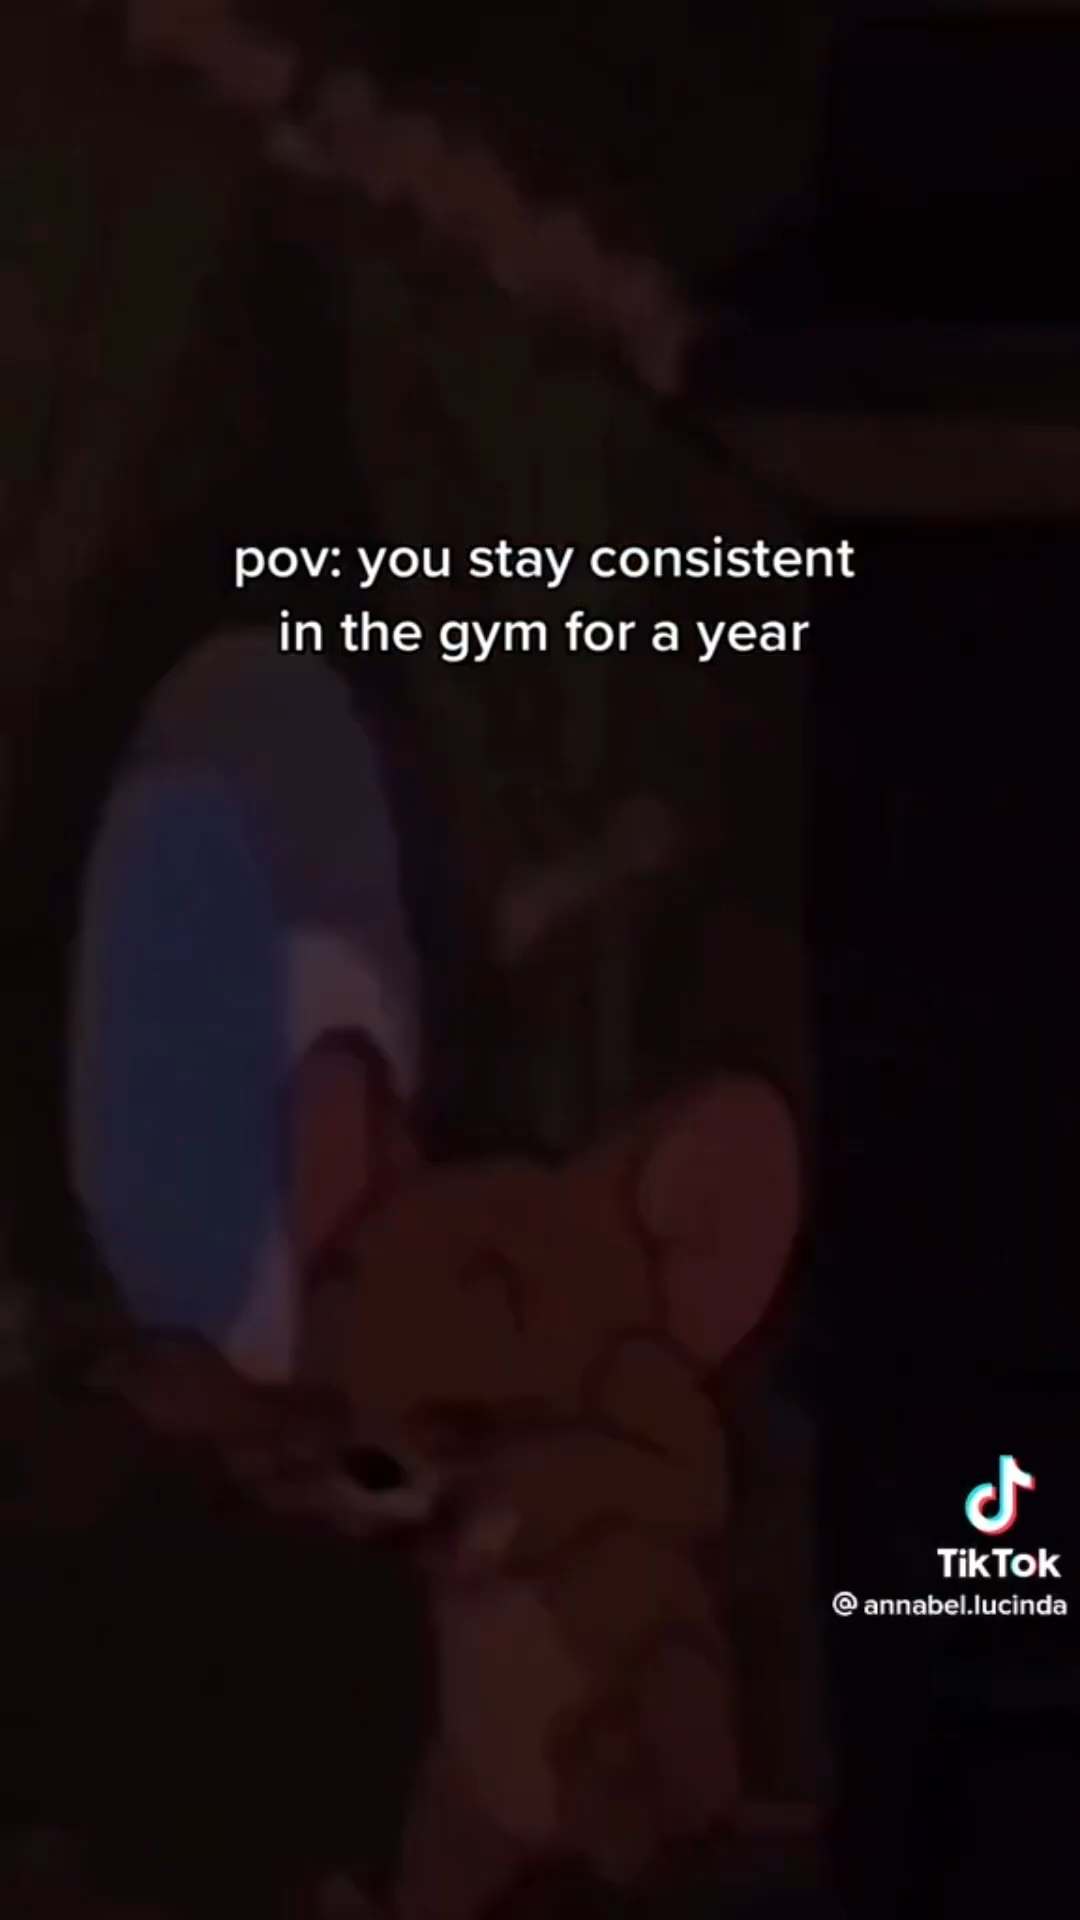 pov: you stay consistent
in the gym for a year
TikTok
@annabel.lucinda